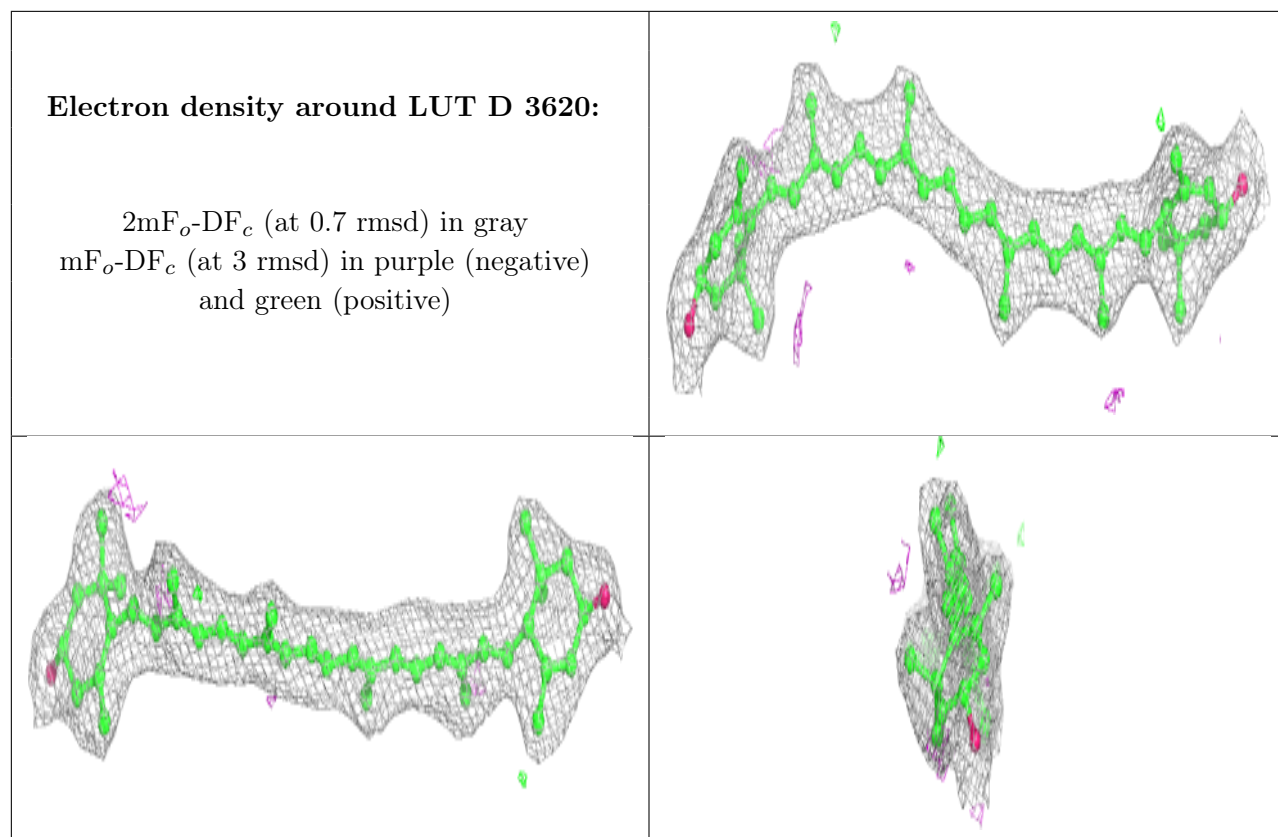 Electron density around LUT D 3620:
2mFₒ-DF𝒸 (at 0.7 rmsd) in gray
mFₒ-DF𝒸 (at 3 rmsd) in purple (negative)
and green (positive)